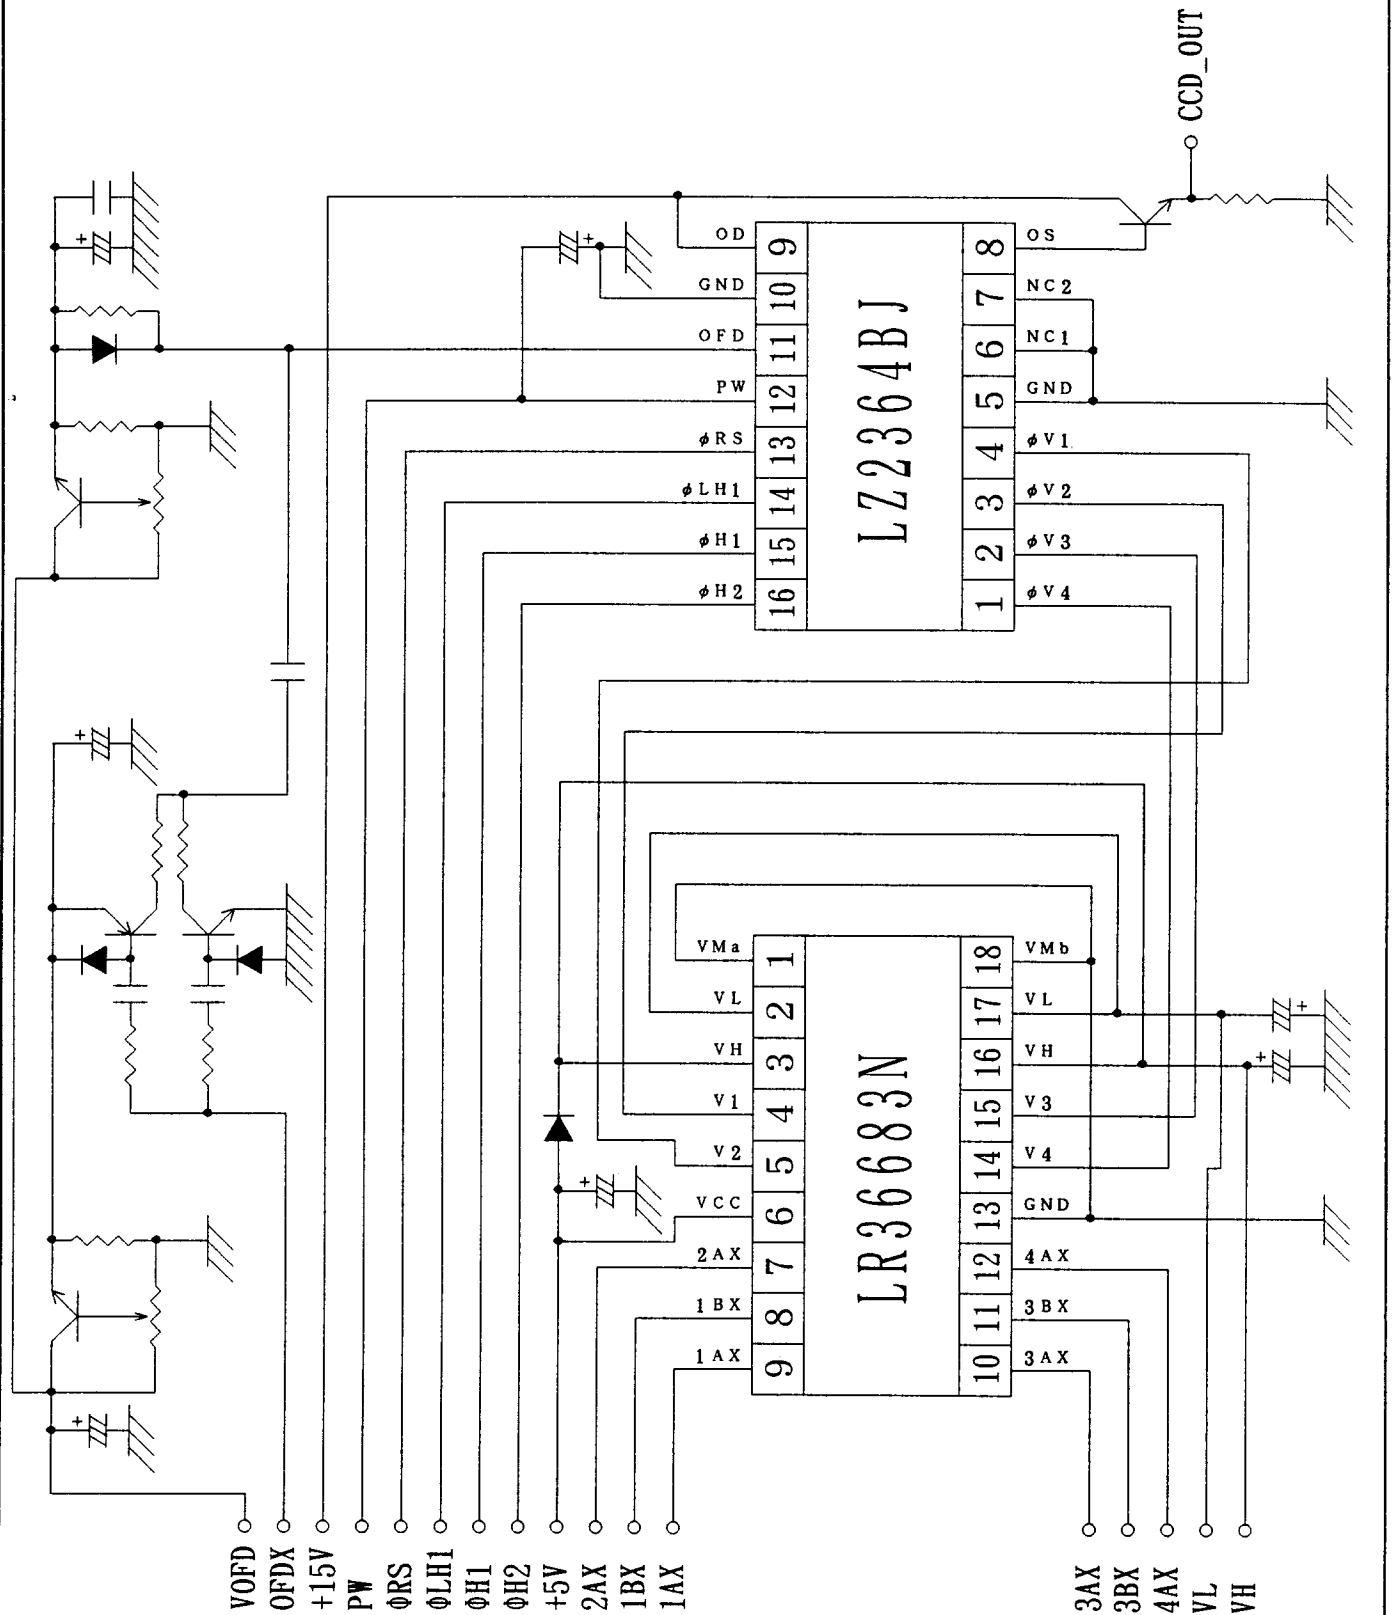 CCD_OUT
OD
9
8
OS
GND
10
7
NC2
OFD
11
6
NC1
PW
12
5
GND
φRS
13
4
φV1
φLH1
14
3
φV2
φH1
15
2
φV3
φH2
16
1
φV4
LZ2364BJ
+
+
+
+
+
+
+
+
VMa
1
18
VMb
VL
2
17
VL
VH
3
16
VH
V1
4
15
V3
V2
5
14
V4
VCC
6
13
GND
2AX
7
12
4AX
1BX
8
11
3BX
1AX
9
10
3AX
LR36683N
VOFD
OFDX
+15V
PW
ΦRS
ΦLH1
ΦH1
ΦH2
+5V
2AX
1BX
1AX
3AX
3BX
4AX
VL
VH